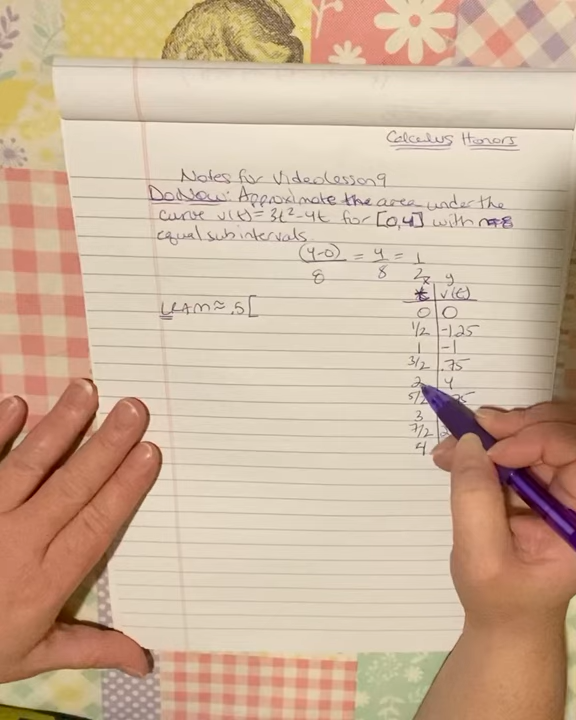 Calculus Honors
Notes for Video Lesson 9
Do Now: Approximate the area under the
curve v(t) = 3t² - 4t for [0,4] with n=8
equal subintervals.
(4-0)/8 = 4/8 = 1/2
x y
t v(t)
0 0
1/2 -1.25
1 -1
3/2 .75
2 4
5/2
3
7/2
4
LRAM ≈ .5[